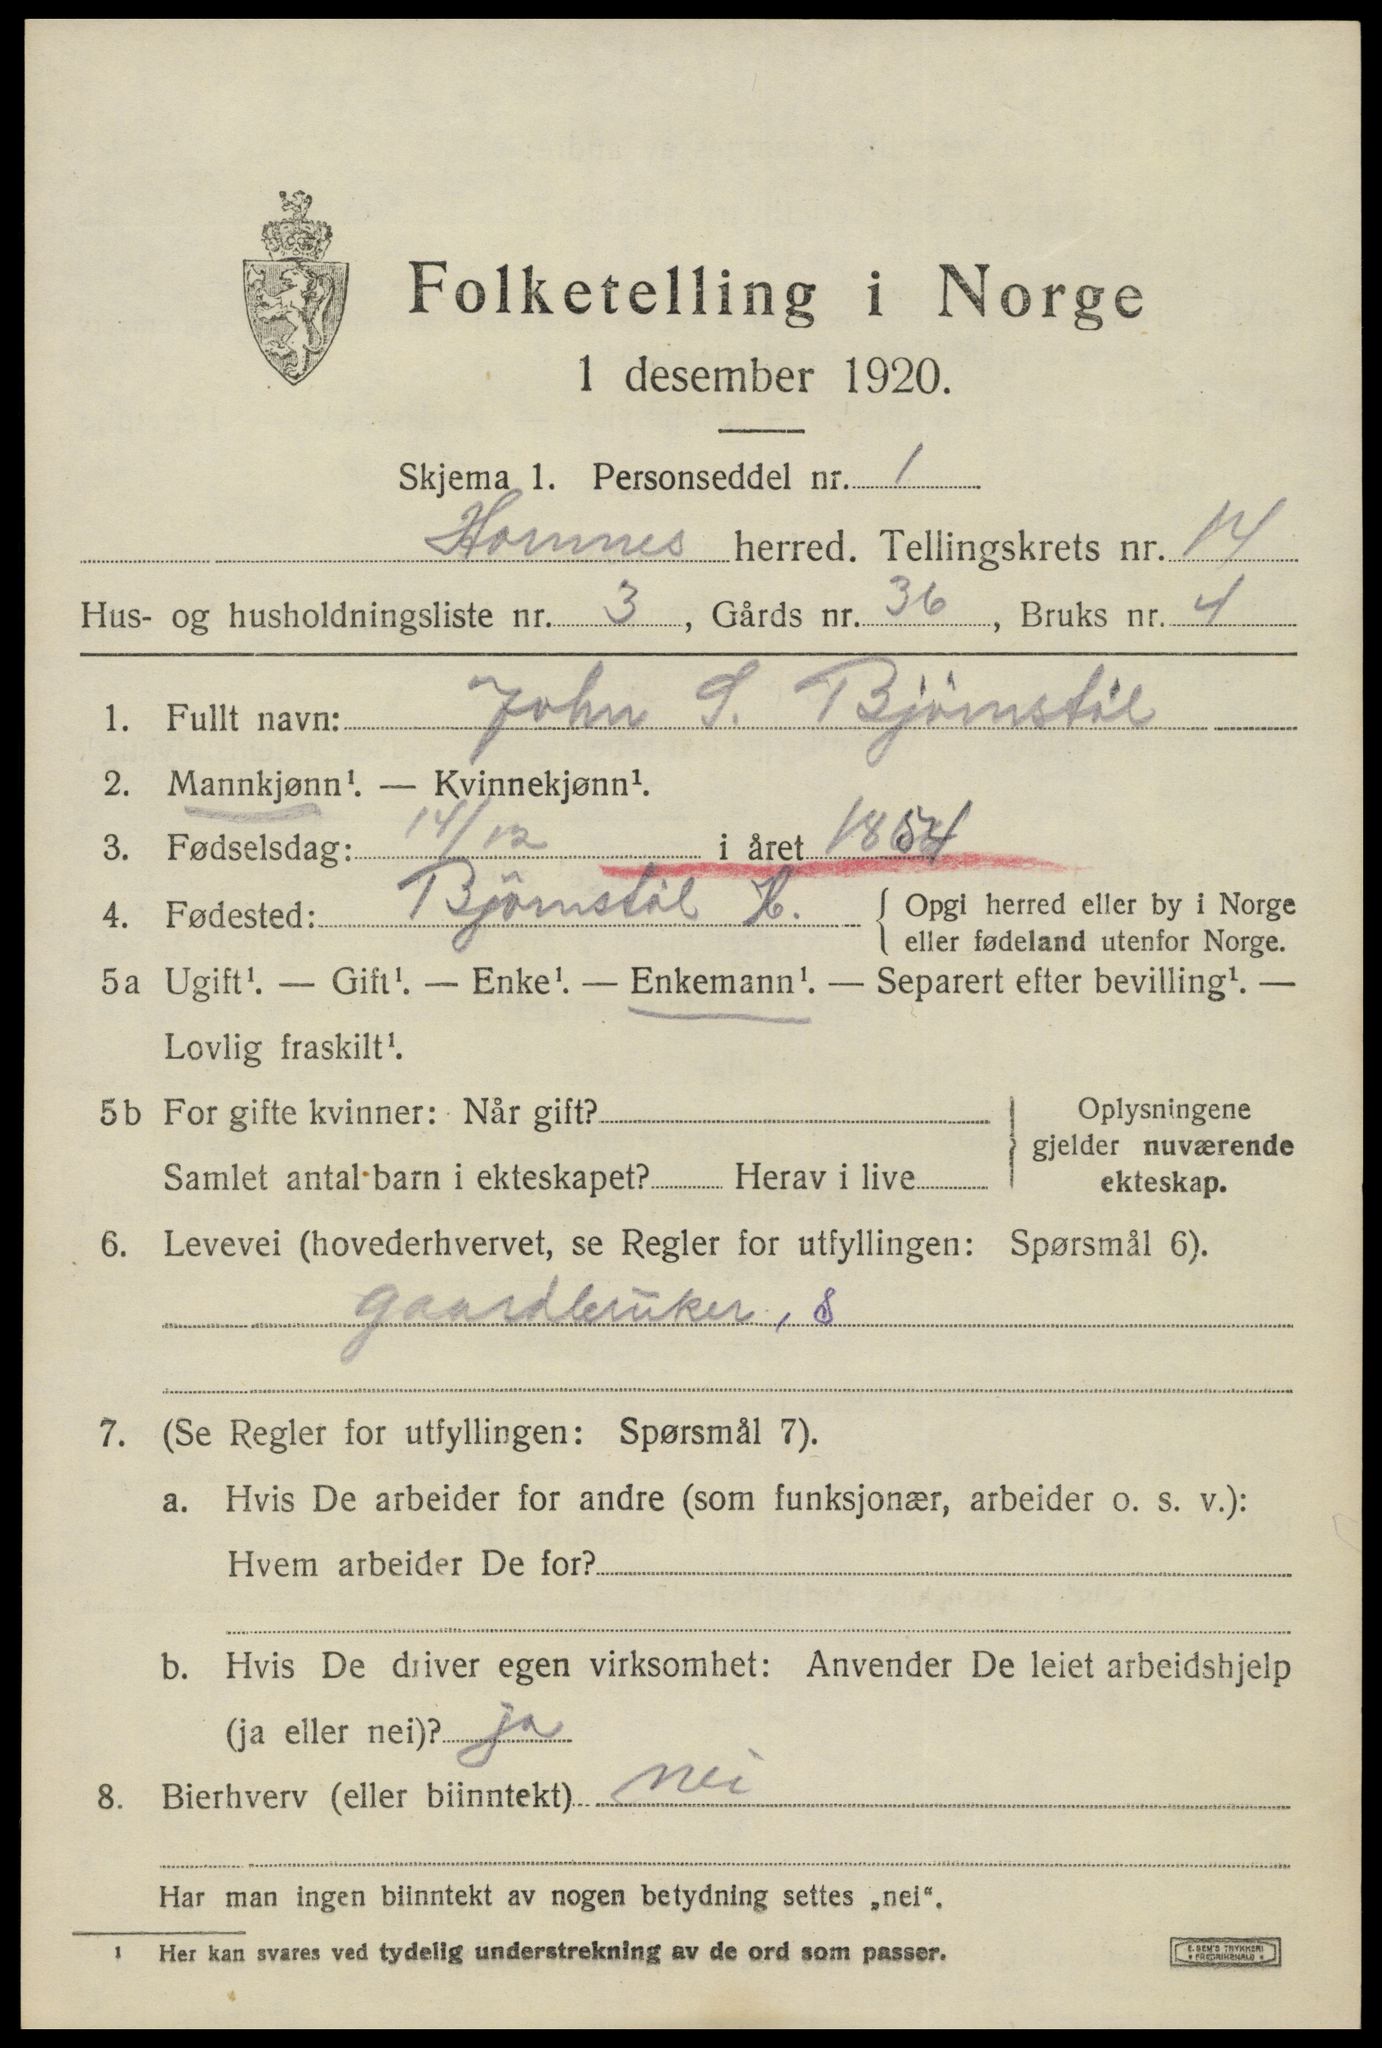 Folketelling i Norge
1 desember 1920.
Skjema 1. Personseddel nr. 1
Hornnes herred. Tellingskrets nr. 14
Hus- og husholdningsliste nr. 3, Gårds nr. 36, Bruks nr. 4
1. Fullt navn: John S. Bjørnstøl
2. Mannkjønn¹. — Kvinnekjønn¹.
3. Fødselsdag: 14/12 i året
4. Fødested: Bjørnstøl H. { Opgi herred eller by i Norge
eller fødeland utenfor Norge.
5a Ugift¹. — Gift¹. — Enke¹. — Enkemann¹. — Separert efter bevilling¹. —
Lovlig fraskilt¹.
5b For gifte kvinner: Når gift? } Oplysningene
gjelder nuværende
Samlet antal barn i ekteskapet? Herav i live ekteskap.
6. Levevei (hovederhvervet, se Regler for utfyllingen: Spørsmål 6).
gaardbruker, S
7. (Se Regler for utfyllingen: Spørsmål 7).
a. Hvis De arbeider for andre (som funksjonær, arbeider o. s. v.):
Hvem arbeider De for?
b. Hvis De driver egen virksomhet: Anvender De leiet arbeidshjelp
(ja eller nei)? ja
8. Bierhverv (eller biinntekt) nei
Har man ingen biinntekt av nogen betydning settes „nei“.
¹ Her kan svares ved tydelig understrekning av de ord som passer.
E. SEM'S TRYKKERI
FREDRIKSHALD